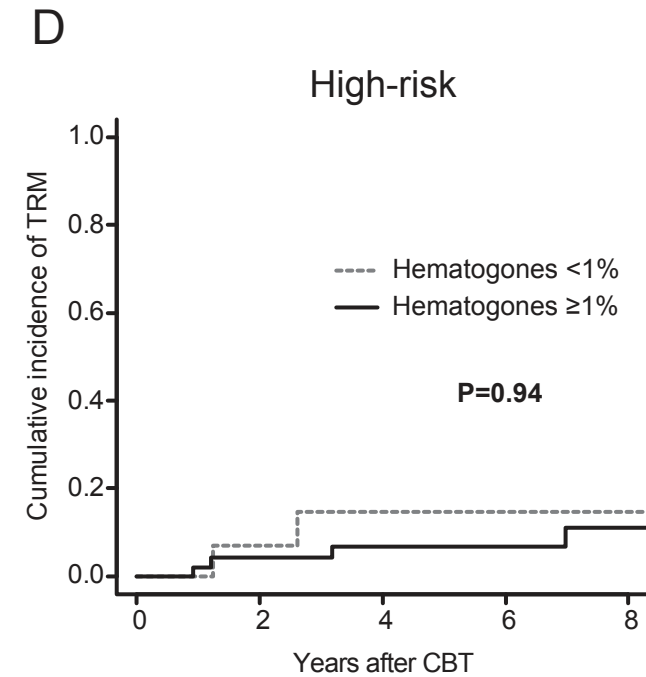 D
High-risk
Cumulative incidence of TRM
1.0
0.8
0.6
0.4
0.2
0.0
Hematogones <1%
Hematogones ≥1%
P=0.94
0 2 4 6 8
Years after CBT